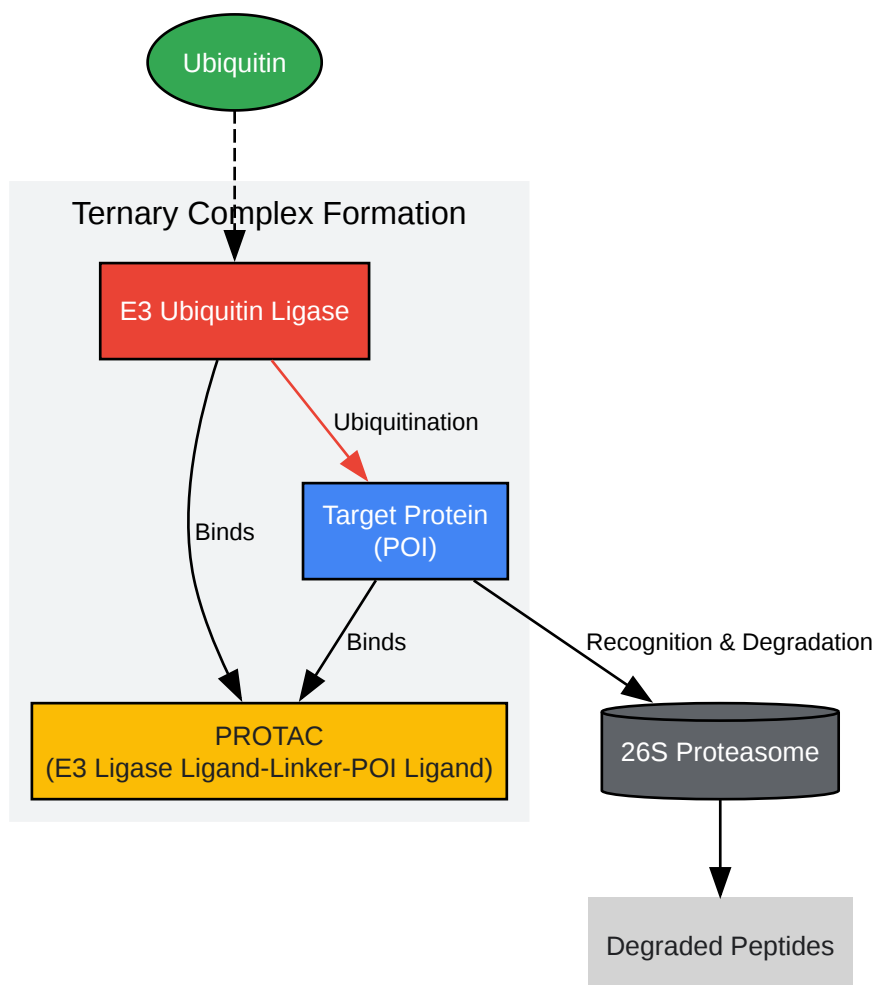 Ubiquitin
Ternary Complex Formation
E3 Ubiquitin Ligase
Ubiquitination
Target Protein
(POI)
Binds
Binds
Recognition & Degradation
PROTAC
(E3 Ligase Ligand-Linker-POI Ligand)
26S Proteasome
Degraded Peptides